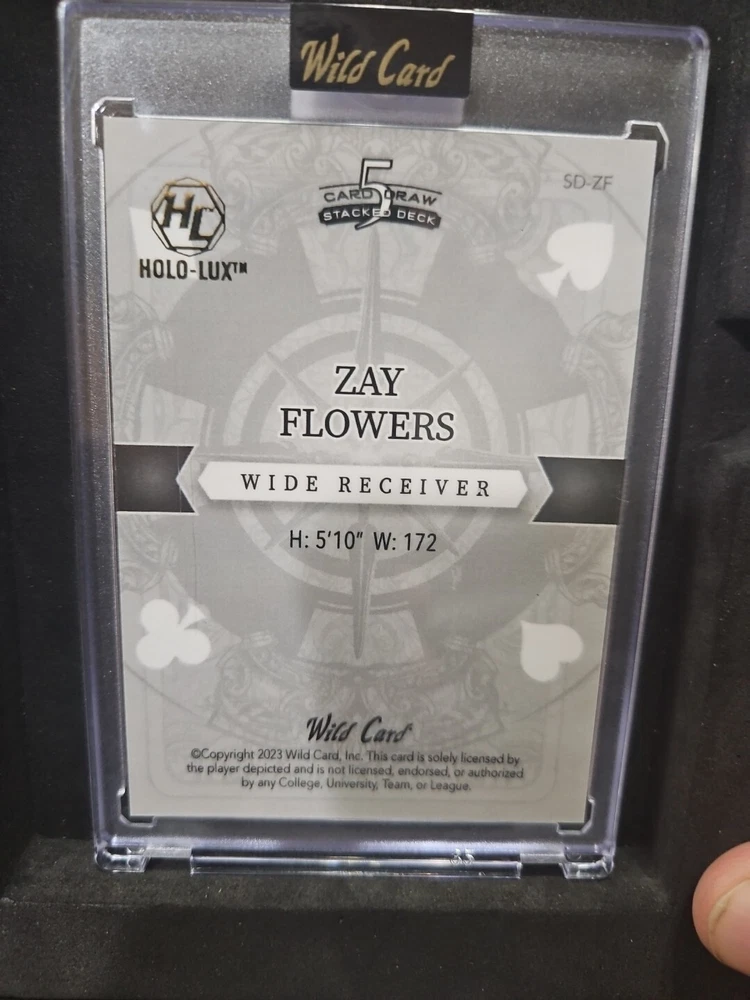 Wild Card
5
CARD DRAW
STACKED DECK
SD-ZF
HC
HOLO-LUX™
ZAY
FLOWERS
WIDE RECEIVER
H: 5'10" W: 172
Wild Card
©Copyright 2023 Wild Card, Inc. This card is solely licensed by
the player depicted and is not licensed, endorsed, or authorized
by any College, University, Team, or League.